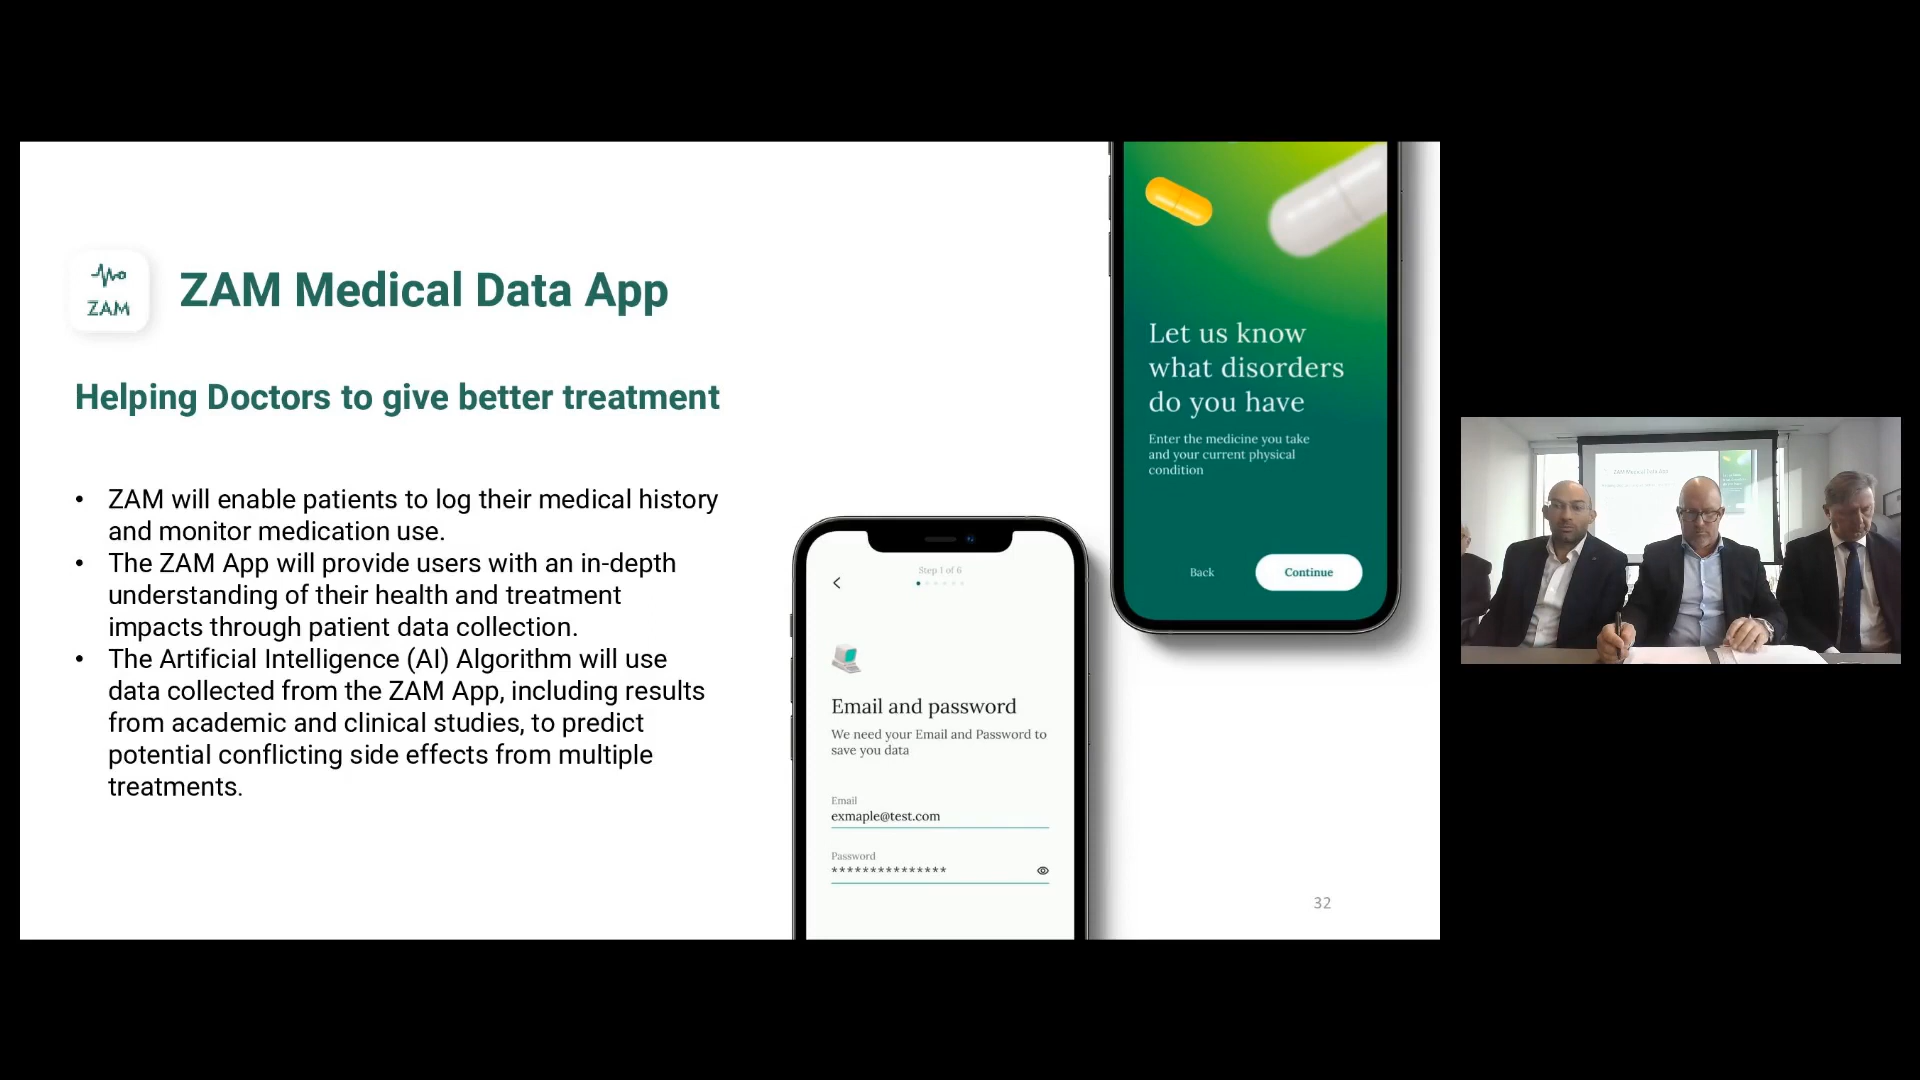 ZAM
ZAM Medical Data App
Helping Doctors to give better treatment
• ZAM will enable patients to log their medical history
and monitor medication use.
• The ZAM App will provide users with an in-depth
understanding of their health and treatment
impacts through patient data collection.
• The Artificial Intelligence (AI) Algorithm will use
data collected from the ZAM App, including results
from academic and clinical studies, to predict
potential conflicting side effects from multiple
treatments.
Step 1 of 6
Email and password
We need your Email and Password to
save you data
Email
exmaple@test.com
Password
***************
Let us know
what disorders
do you have
Enter the medicine you take
and your current physical
condition
Back
Continue
32
ZAM Medical Data App